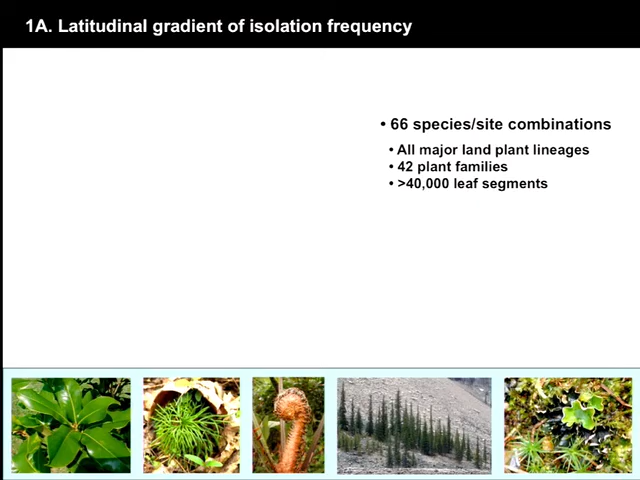 1A. Latitudinal gradient of isolation frequency
• 66 species/site combinations
• All major land plant lineages
• 42 plant families
• >40,000 leaf segments